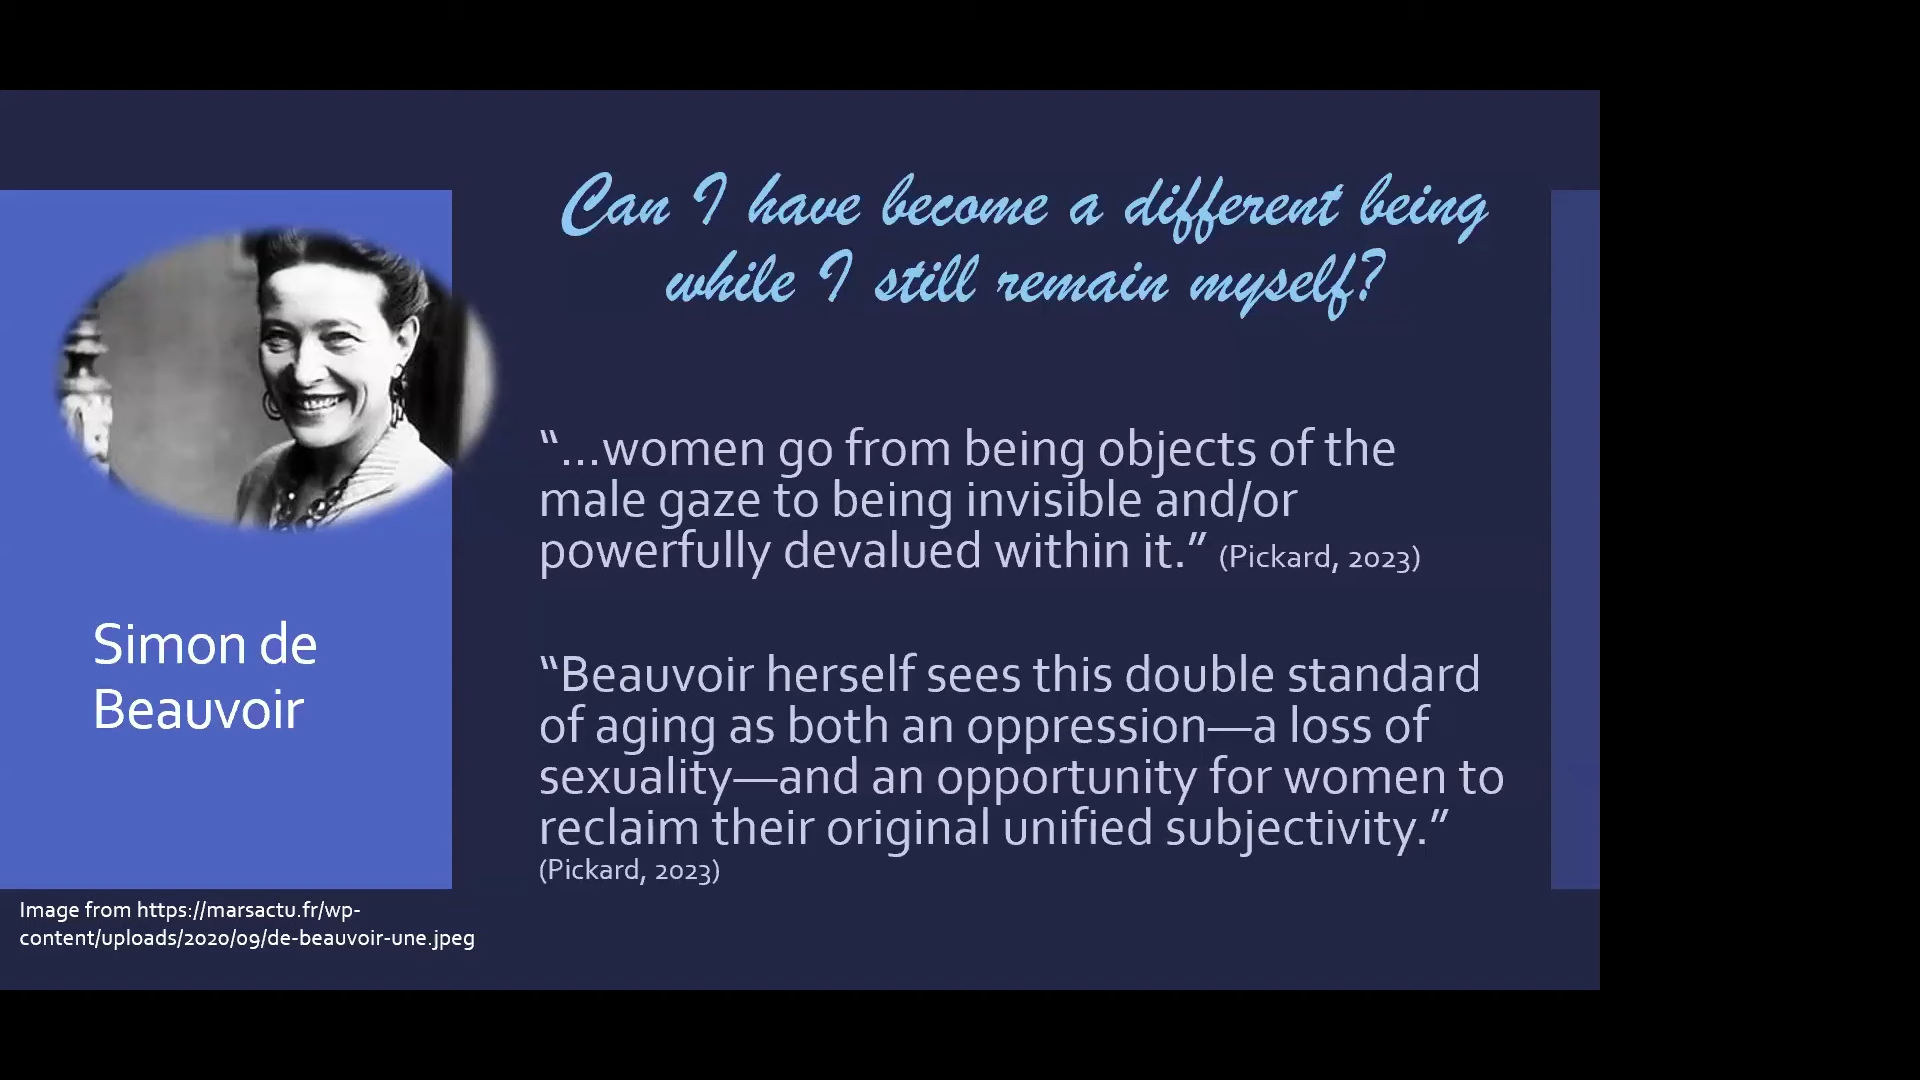 Can I have become a different being
while I still remain myself?
“...women go from being objects of the
male gaze to being invisible and/or
powerfully devalued within it.” (Pickard, 2023)
“Beauvoir herself sees this double standard
of aging as both an oppression—a loss of
sexuality—and an opportunity for women to
reclaim their original unified subjectivity.”
(Pickard, 2023)
Simon de
Beauvoir
Image from https://marsactu.fr/wp-
content/uploads/2020/09/de-beauvoir-une.jpeg